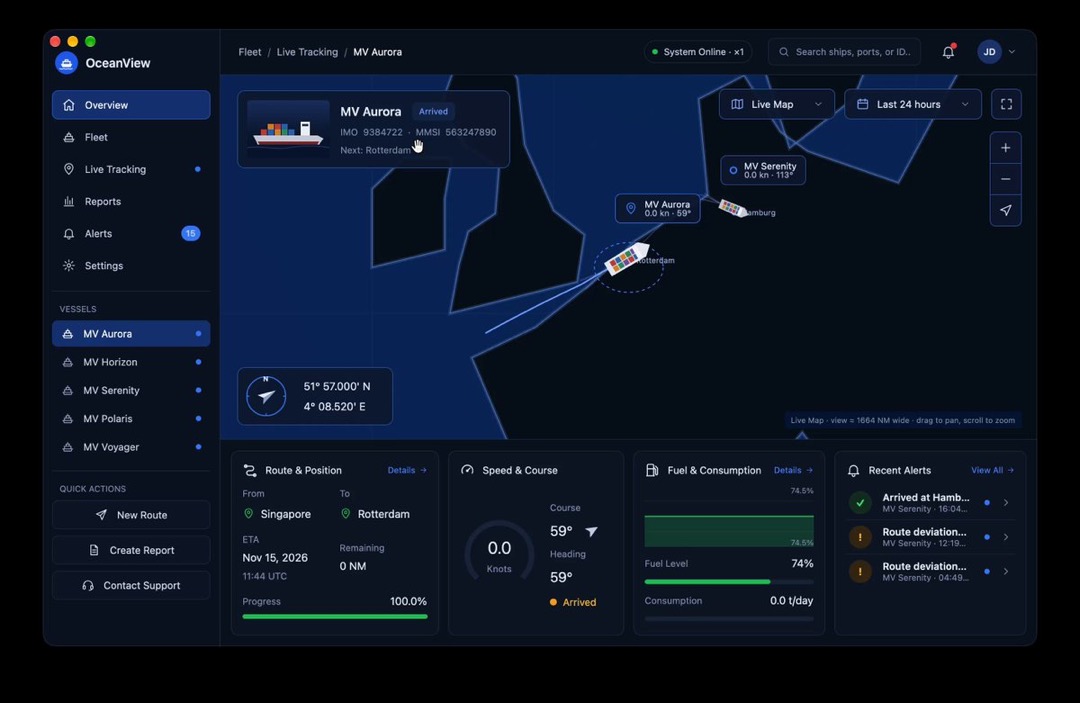 OceanView
Fleet / Live Tracking / MV Aurora
System Online · ×1
Search ships, ports, or ID..
JD
Overview
Fleet
Live Tracking
Reports
Alerts
15
Settings
VESSELS
MV Aurora
MV Horizon
MV Serenity
MV Polaris
MV Voyager
QUICK ACTIONS
New Route
Create Report
Contact Support
MV Aurora
Arrived
IMO 9384722 · MMSI 563247890
Next: Rotterdam
Live Map
Last 24 hours
+
−
MV Serenity
0.0 kn · 113°
MV Aurora
0.0 kn · 59°
amburg
otterdam
N
51° 57.000' N
4° 08.520' E
Live Map · view = 1664 NM wide · drag to pan, scroll to zoom
Route & Position
Details →
From
To
Singapore
Rotterdam
ETA
Nov 15, 2026
11:44 UTC
Remaining
0 NM
Progress
100.0%
Speed & Course
0.0
Knots
Course
59°
Heading
59°
Arrived
Fuel & Consumption
Details →
74.5%
74.5%
Fuel Level
74%
Consumption
0.0 t/day
Recent Alerts
View All →
Arrived at Hamb...
MV Serenity · 16:04...
!
Route deviation...
MV Serenity · 12:19...
!
Route deviation...
MV Serenity · 04:49...